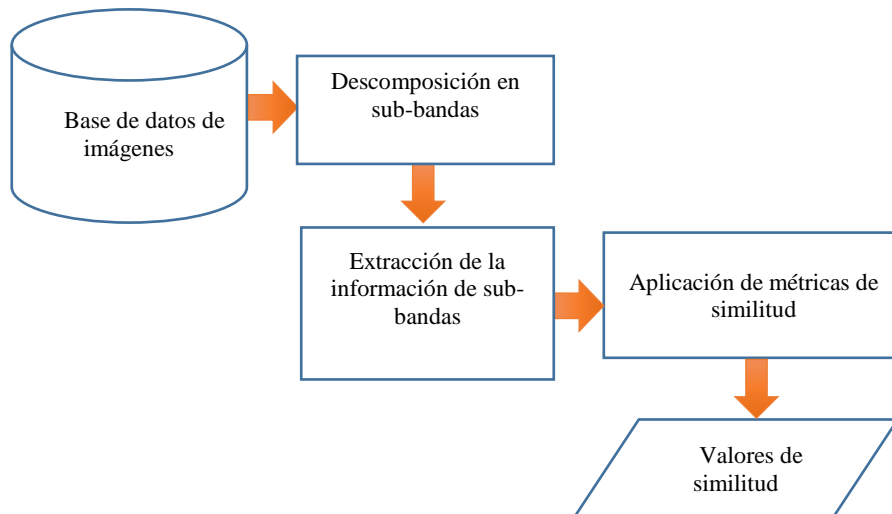 Base de datos de
imágenes
Descomposición en
sub-bandas
Extracción de la
información de sub-
bandas
Aplicación de métricas de
similitud
Valores de
similitud